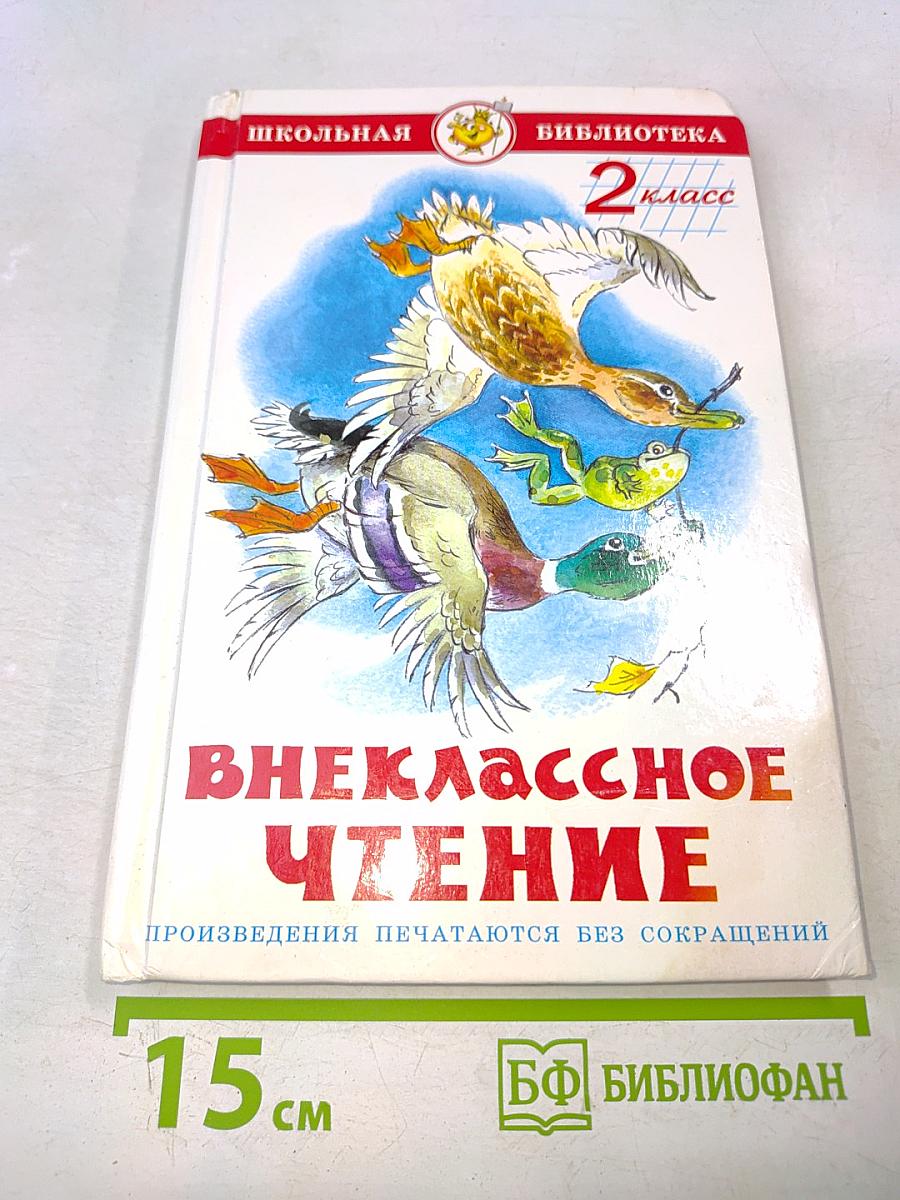 ШКОЛЬНАЯ БИБЛИОТЕКА
2 класс
ВНЕКЛАССНОЕ
ЧТЕНИЕ
ПРОИЗВЕДЕНИЯ ПЕЧАТАЮТСЯ БЕЗ СОКРАЩЕНИЙ
15 см
БФ БИБЛИОФАН